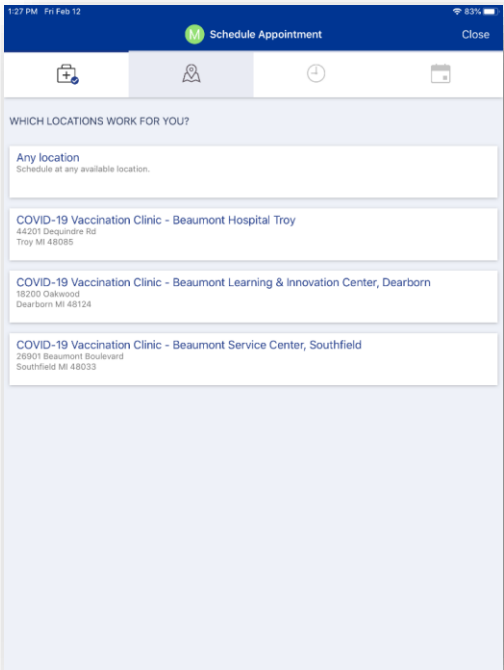 1:27 PM Fri Feb 12
83%
M Schedule Appointment
Close
WHICH LOCATIONS WORK FOR YOU?
Any location
Schedule at any available location.
COVID-19 Vaccination Clinic - Beaumont Hospital Troy
44201 Dequindre Rd
Troy MI 48085
COVID-19 Vaccination Clinic - Beaumont Learning & Innovation Center, Dearborn
18200 Oakwood
Dearborn MI 48124
COVID-19 Vaccination Clinic - Beaumont Service Center, Southfield
26901 Beaumont Boulevard
Southfield MI 48033